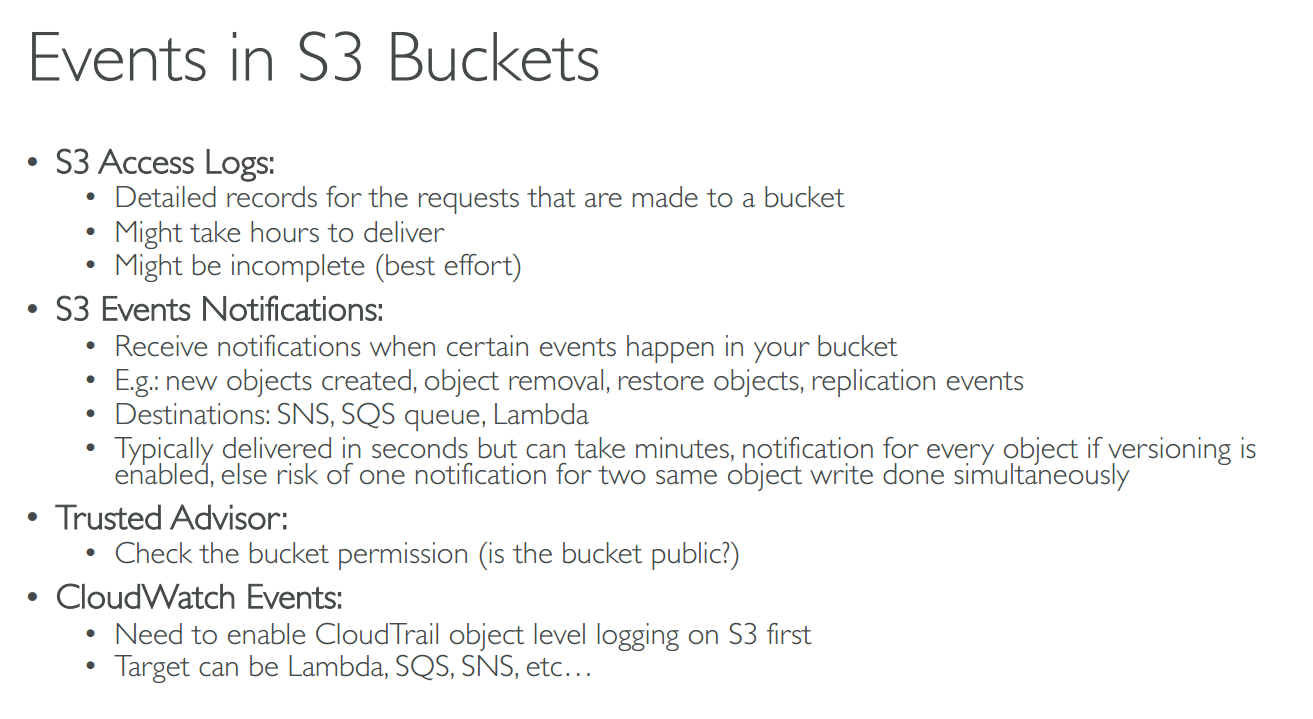 Events in S3 Buckets
• S3 Access Logs:
• Detailed records for the requests that are made to a bucket
• Might take hours to deliver
• Might be incomplete (best effort)
• S3 Events Notifications:
• Receive notifications when certain events happen in your bucket
• E.g.: new objects created, object removal, restore objects, replication events
• Destinations: SNS, SQS queue, Lambda
• Typically delivered in seconds but can take minutes, notification for every object if versioning is
enabled, else risk of one notification for two same object write done simultaneously
• Trusted Advisor:
• Check the bucket permission (is the bucket public?)
• CloudWatch Events:
• Need to enable CloudTrail object level logging on S3 first
• Target can be Lambda, SQS, SNS, etc…